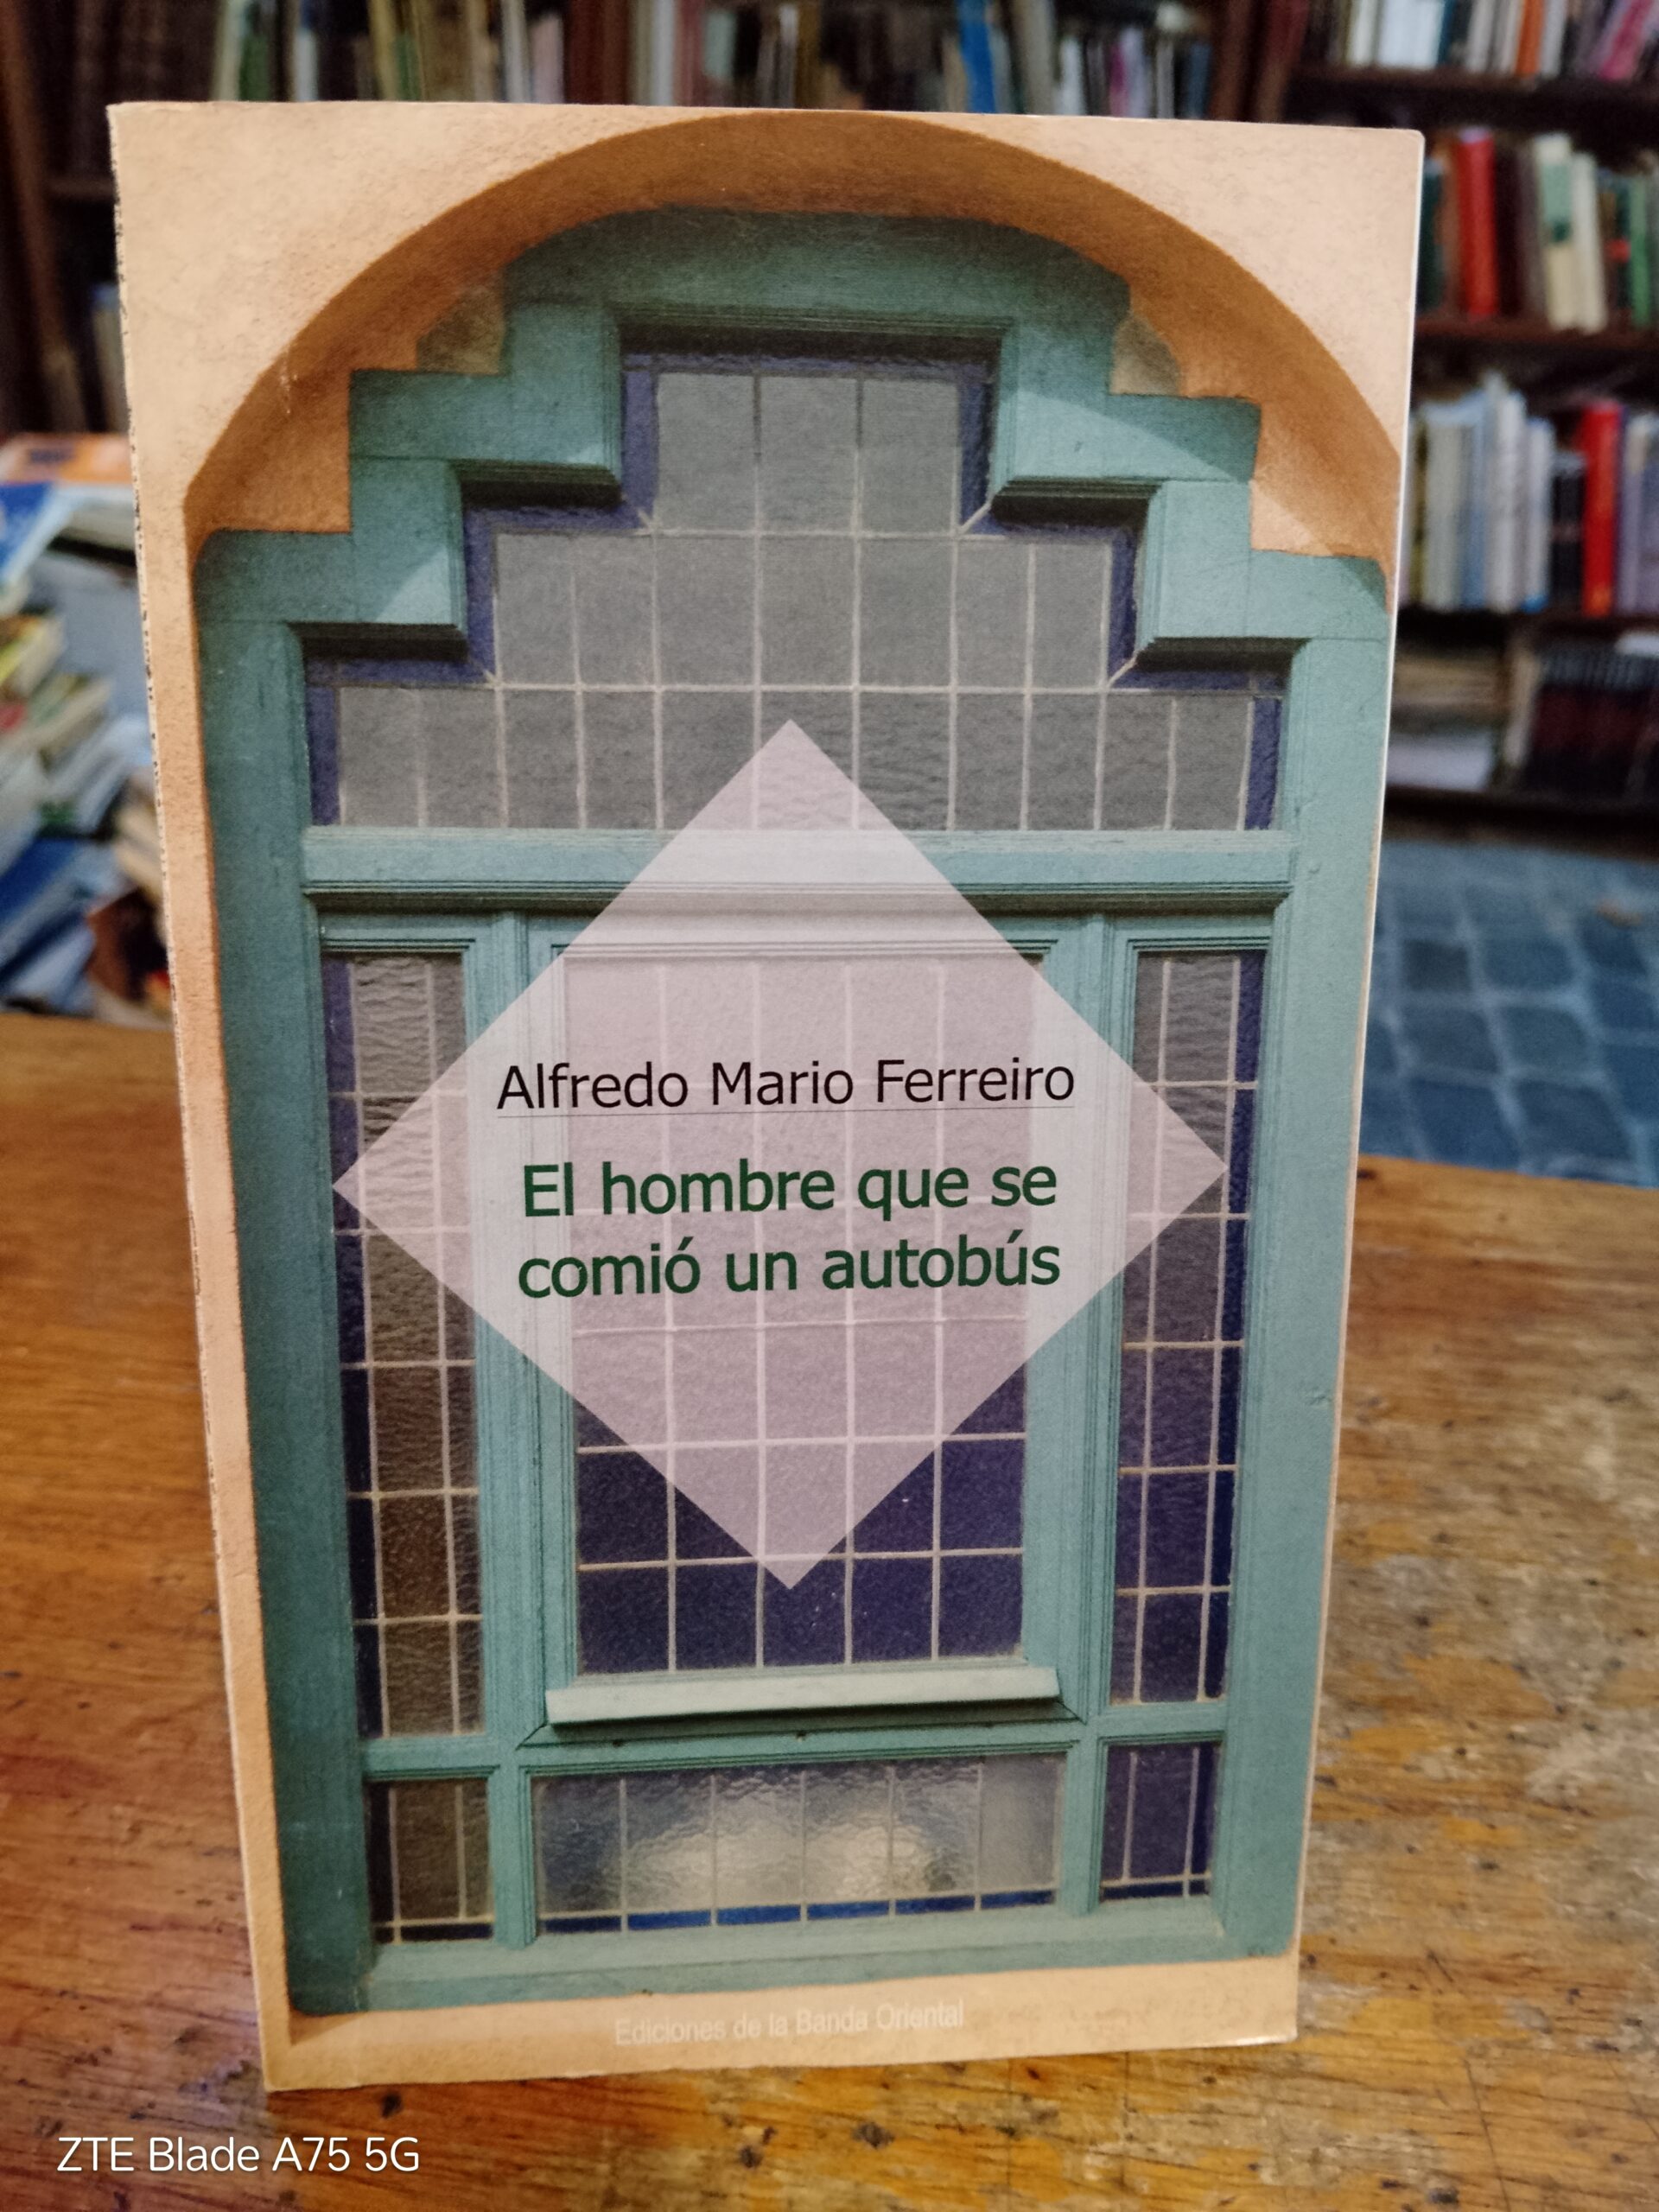 Alfredo Mario Ferreiro
El hombre que se
comió un autobús
Ediciones de la Banda Oriental
ZTE Blade A75 5G